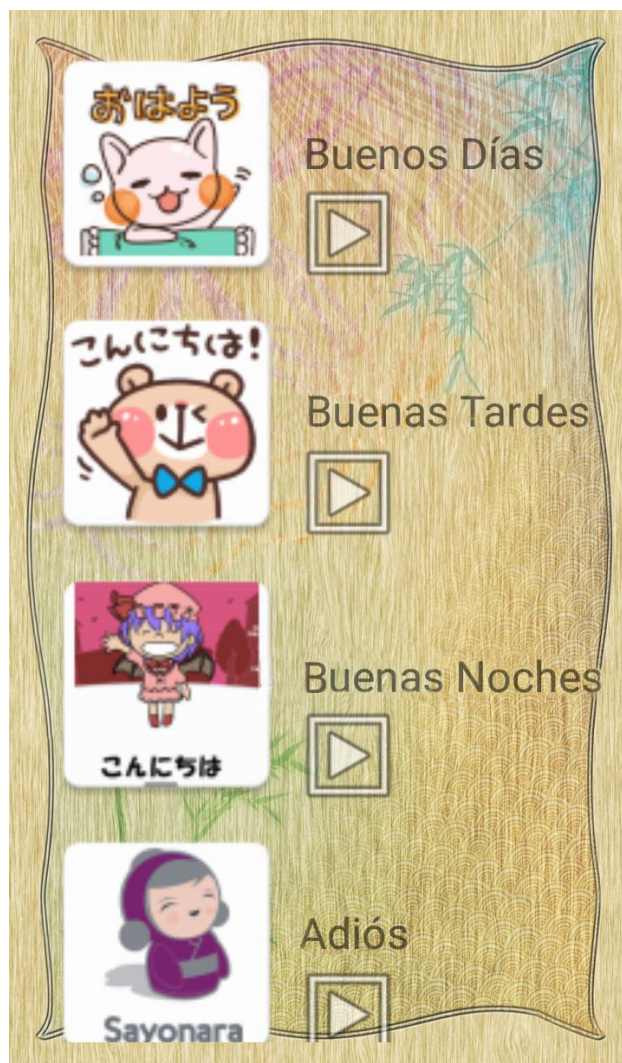 おはよう
Buenos Días
こんにちは!
Buenas Tardes
Buenas Noches
こんにちは
Adiós
Sayonara